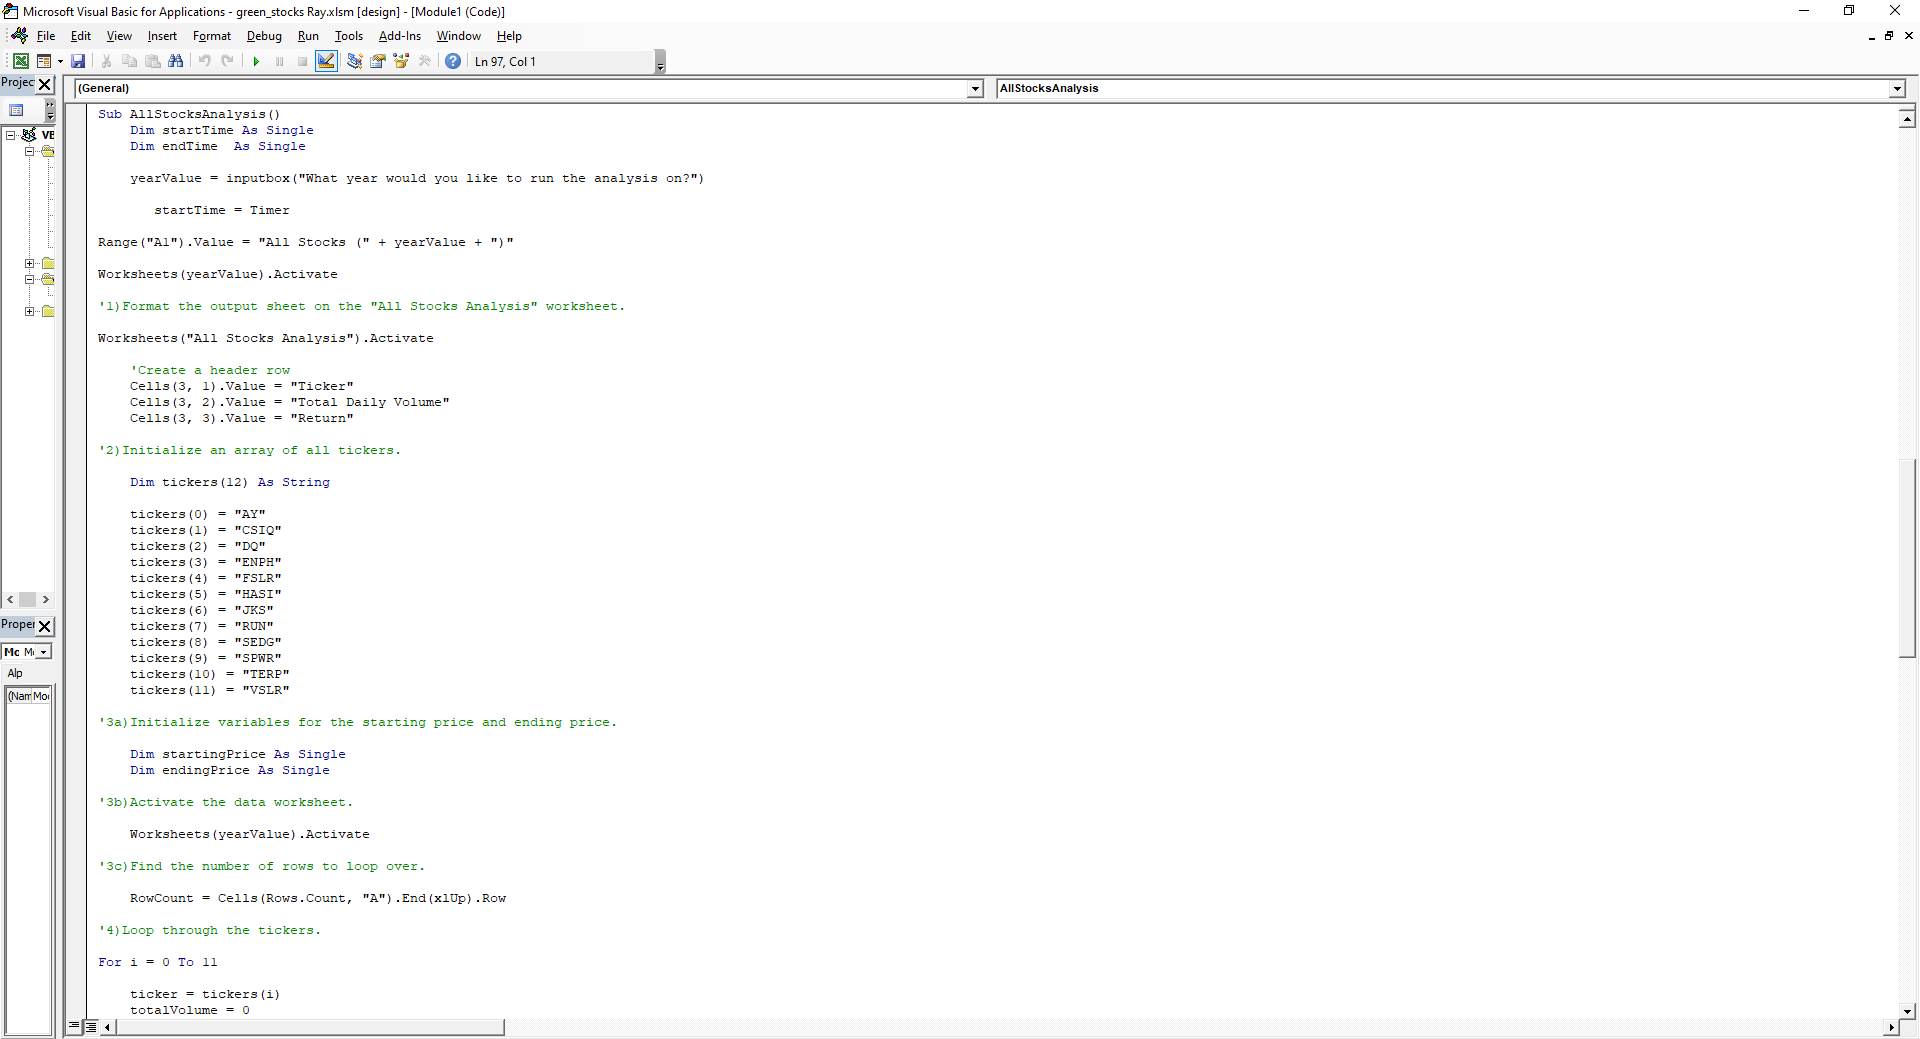 Microsoft Visual Basic for Applications - green_stocks Ray.xlsm [design] - [Module1 (Code)]
File Edit View Insert Format Debug Run Tools Add-Ins Window Help
Ln 97, Col 1
Projec
(General) AllStocksAnalysis
VB
Sub AllStocksAnalysis()
Dim startTime As Single
Dim endTime  As Single
yearValue = inputbox("What year would you like to run the analysis on?")
startTime = Timer
Range("A1").Value = "All Stocks (" + yearValue + ")"
Worksheets(yearValue).Activate
'1)Format the output sheet on the "All Stocks Analysis" worksheet.
Worksheets("All Stocks Analysis").Activate
'Create a header row
Cells(3, 1).Value = "Ticker"
Cells(3, 2).Value = "Total Daily Volume"
Cells(3, 3).Value = "Return"
'2)Initialize an array of all tickers.
Dim tickers(12) As String
tickers(0) = "AY"
tickers(1) = "CSIQ"
tickers(2) = "DQ"
tickers(3) = "ENPH"
tickers(4) = "FSLR"
tickers(5) = "HASI"
tickers(6) = "JKS"
tickers(7) = "RUN"
tickers(8) = "SEDG"
tickers(9) = "SPWR"
tickers(10) = "TERP"
tickers(11) = "VSLR"
'3a)Initialize variables for the starting price and ending price.
Dim startingPrice As Single
Dim endingPrice As Single
'3b)Activate the data worksheet.
Worksheets(yearValue).Activate
'3c)Find the number of rows to loop over.
RowCount = Cells(Rows.Count, "A").End(xlUp).Row
'4)Loop through the tickers.
For i = 0 To 11
ticker = tickers(i)
totalVolume = 0
Proper
Mc Mo
Alp
(Nam Moi